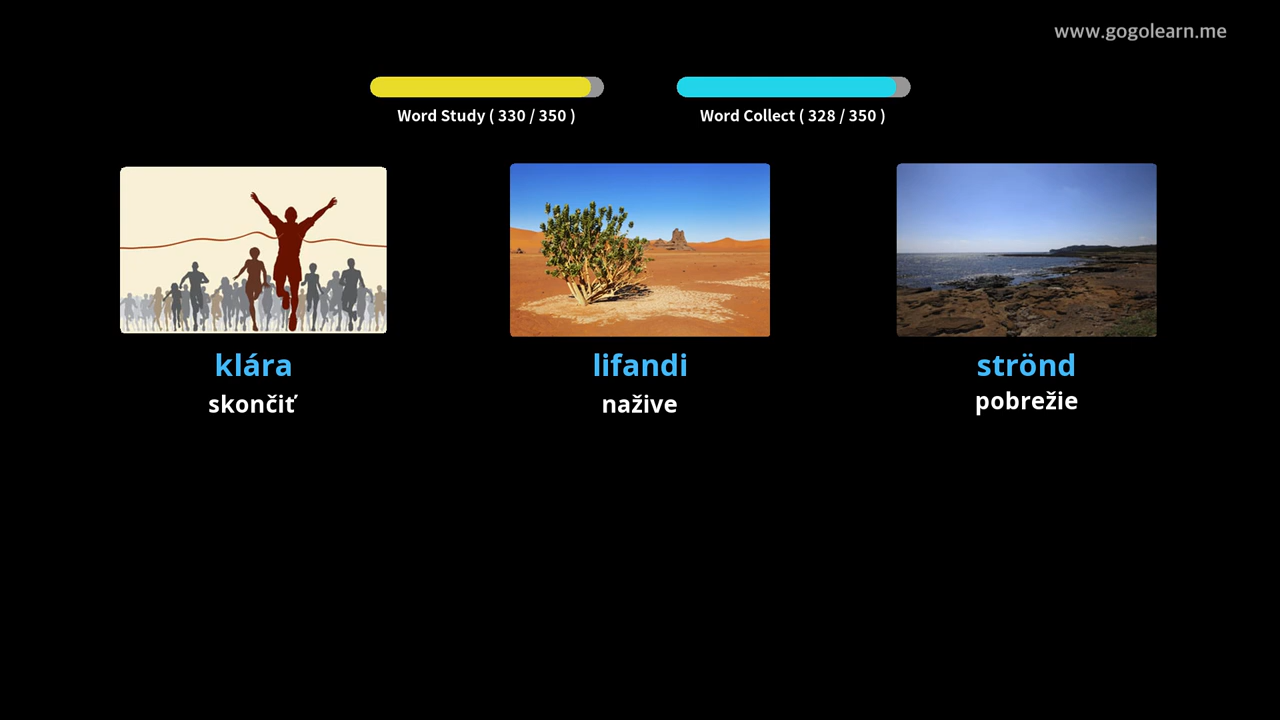 www.gogolearn.me
Word Study ( 330 / 350 )
Word Collect ( 328 / 350 )
klára
lifandi
strönd
skončiť
nažive
pobrežie